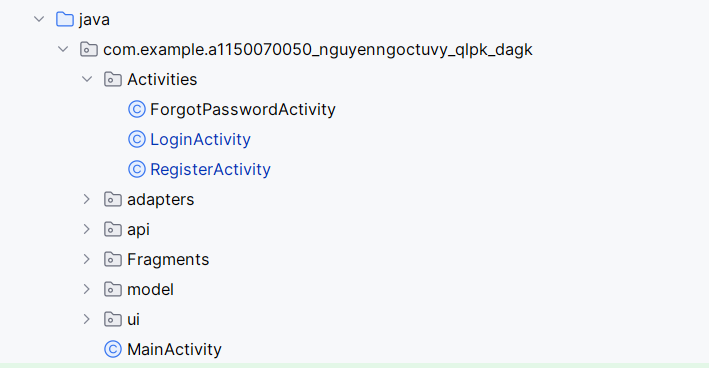 java
com.example.a1150070050_nguyenngoctuvy_qlpk_dagk
Activities
ForgotPasswordActivity
LoginActivity
RegisterActivity
adapters
api
Fragments
model
ui
MainActivity